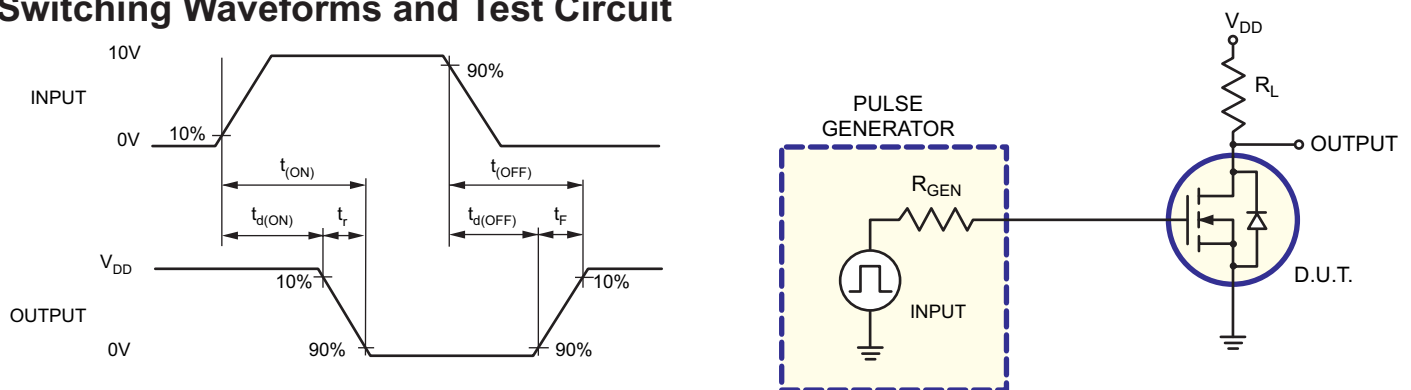 Switching Waveforms and Test Circuit
10V
INPUT
0V
10%
90%
t(ON)
t(OFF)
td(ON)
tr
td(OFF)
tF
VDD
10%
10%
OUTPUT
0V
90%
90%
VDD
RL
OUTPUT
PULSE
GENERATOR
RGEN
INPUT
D.U.T.